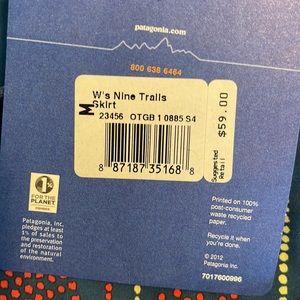 patagonia.com
800 638 6464
W's Nine Trails
Skirt
M
23456 OTGB 1 0885 S4
8 87187 35168 8
$59.00
Suggested
Retail
1%
FOR THE
PLANET
Patagonia, Inc.
pledges at least
1% of sales to
the preservation
and restoration
of the natural
environment.
Printed on 100%
post-consumer
waste recycled
paper.
Recycle it when
you're done.
© 2012
Patagonia, Inc.
7017600996